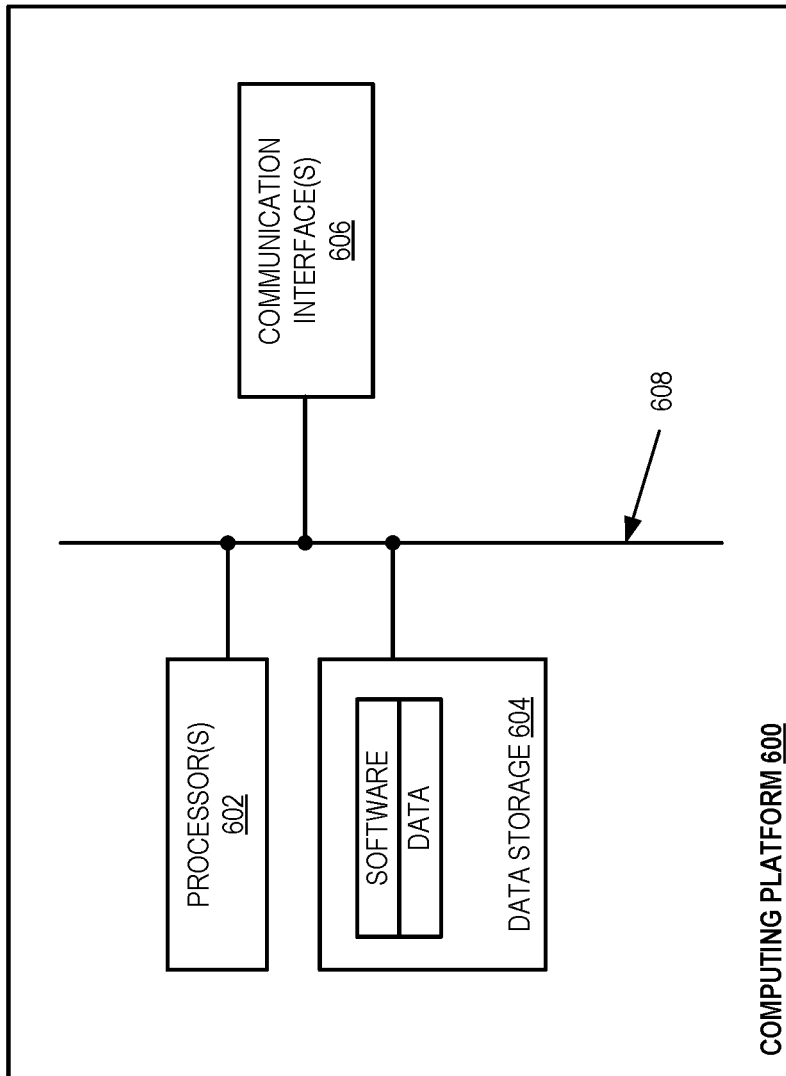 PROCESSOR(S)
602
SOFTWARE
DATA
DATA STORAGE 604
COMMUNICATION
INTERFACE(S)
606
608
COMPUTING PLATFORM 600